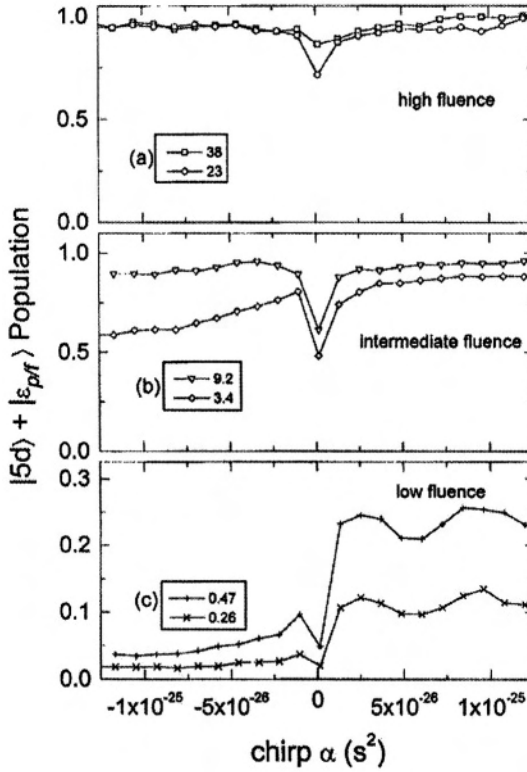 1.0
0.5
0.0
high fluence
(a)
38
23
1.0
0.5
0.0
intermediate fluence
(b)
9.2
3.4
|5d⟩ + |ε_{p/f}⟩ Population
0.3
0.2
0.1
0.0
low fluence
(c)
0.47
0.26
-1x10⁻²⁵ -5x10⁻²⁶ 0 5x10⁻²⁶ 1x10⁻²⁵
chirp α (s²)